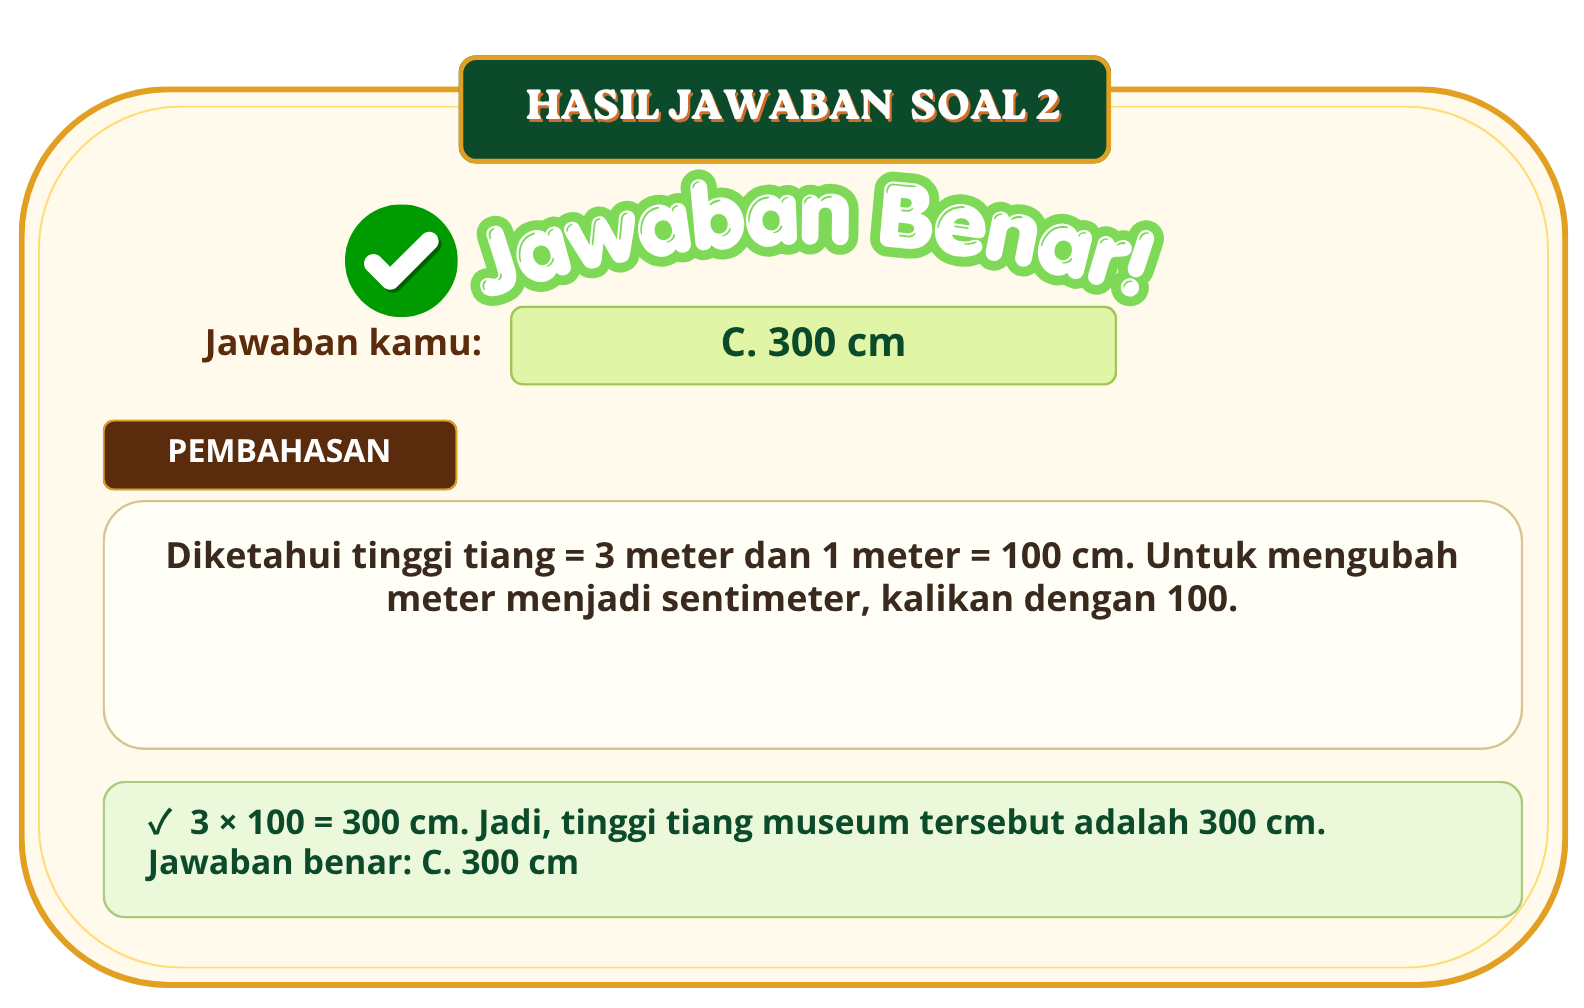 HASIL JAWABAN SOAL 2
Jawaban Benar!
Jawaban kamu:
C. 300 cm
PEMBAHASAN
Diketahui tinggi tiang = 3 meter dan 1 meter = 100 cm. Untuk mengubah
meter menjadi sentimeter, kalikan dengan 100.
✓ 3 × 100 = 300 cm. Jadi, tinggi tiang museum tersebut adalah 300 cm.
Jawaban benar: C. 300 cm